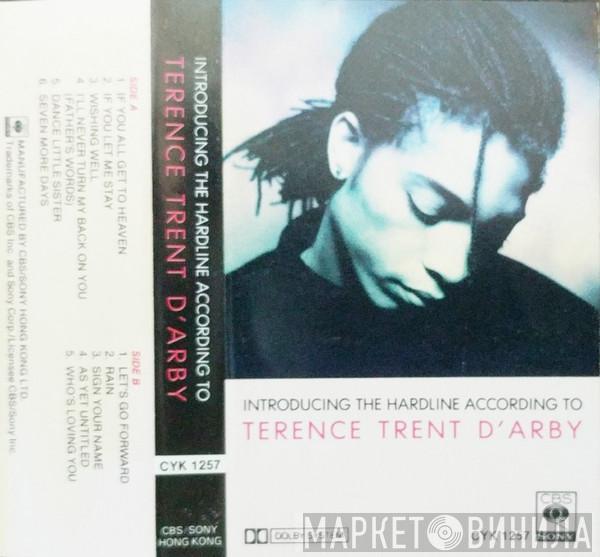 SIDE A
1 IF YOU ALL GET TO HEAVEN
2 IF YOU LET ME STAY
3 WISHING WELL
4 I'LL NEVER TURN MY BACK ON YOU
(FATHER'S WORDS)
5 DANCE LITTLE SISTER
6 SEVEN MORE DAYS
SIDE B
1 LET'S GO FORWARD
2 RAIN
3 SIGN YOUR NAME
4 AS YET UNTITLED
5 WHO'S LOVING YOU
MANUFACTURED BY CBS/SONY HONG KONG LTD.
Trademarks of CBS Inc. and Sony Corp./Licensee CBS/Sony Inc.
INTRODUCING THE HARDLINE ACCORDING TO
TERENCE TRENT D'ARBY
CYK 1257
CBS/SONY
HONG KONG
INTRODUCING THE HARDLINE ACCORDING TO
TERENCE TRENT D'ARBY
DOLBY SYSTEM
CBS
CYK 1257
SONY
МАРКЕТ ВИНИЛА